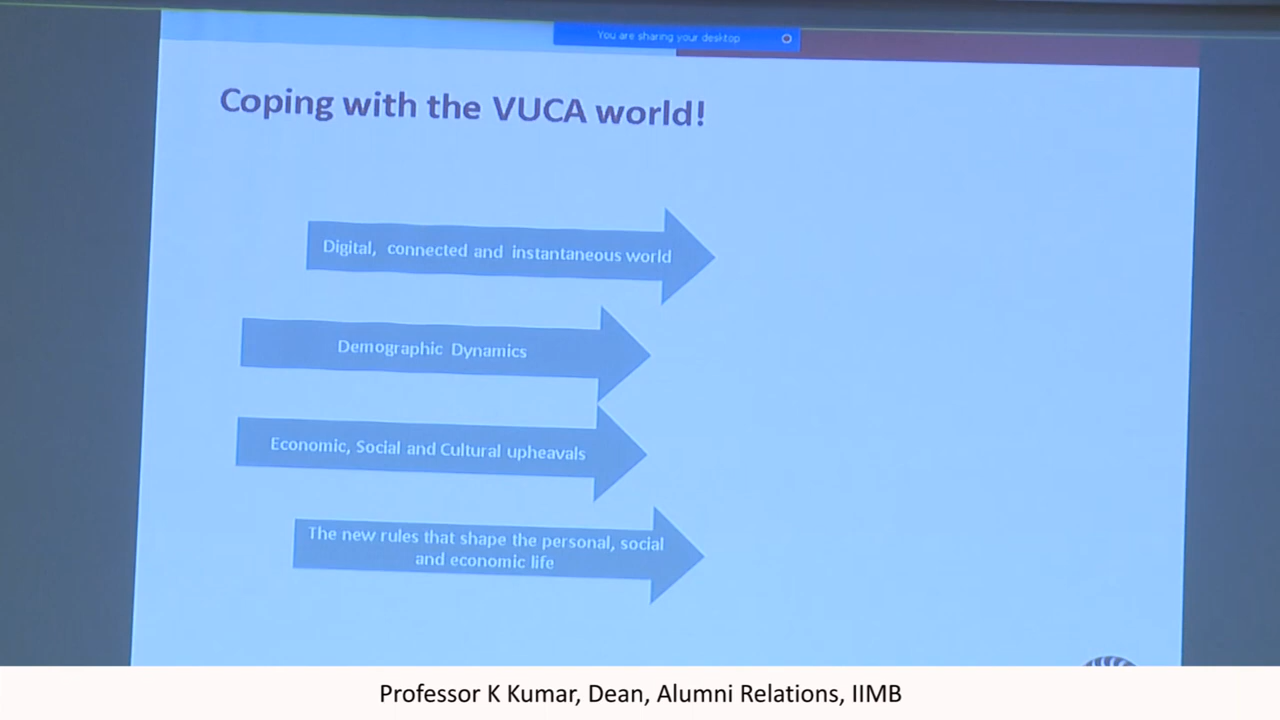 You are sharing your desktop
Coping with the VUCA world!
Digital, connected and instantaneous world
Demographic Dynamics
Economic, Social and Cultural upheavals
The new rules that shape the personal, social
and economic life
Professor K Kumar, Dean, Alumni Relations, IIMB